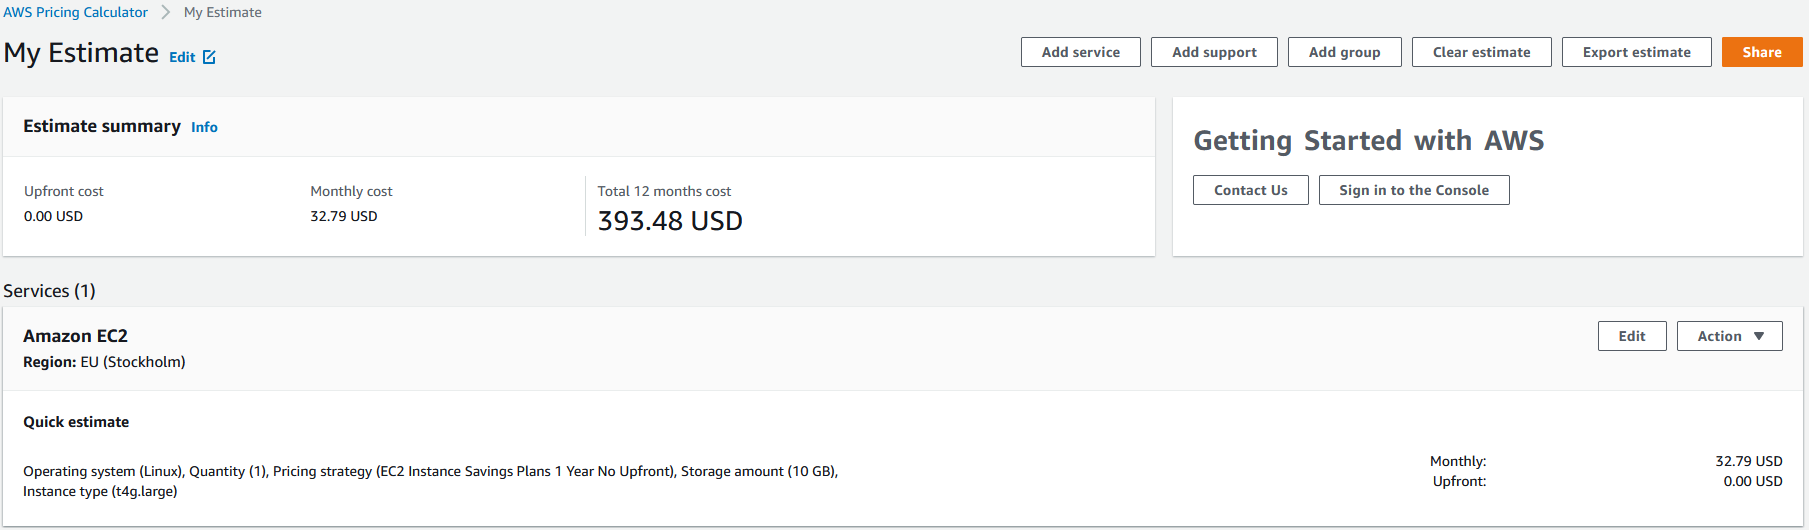 AWS Pricing Calculator > My Estimate
My Estimate Edit
Add service Add support Add group Clear estimate Export estimate Share
Estimate summary Info
Upfront cost
0.00 USD
Monthly cost
32.79 USD
Total 12 months cost
393.48 USD
Getting Started with AWS
Contact Us Sign in to the Console
Services (1)
Amazon EC2
Region: EU (Stockholm)
Edit Action
Quick estimate
Operating system (Linux), Quantity (1), Pricing strategy (EC2 Instance Savings Plans 1 Year No Upfront), Storage amount (10 GB),
Instance type (t4g.large)
Monthly: 32.79 USD
Upfront: 0.00 USD